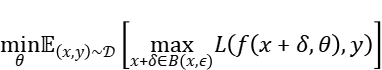 min_θ 𝔼_{(x,y)~𝒟} [ max_{x+δ∈B(x,ϵ)} L(f(x + δ, θ), y) ]